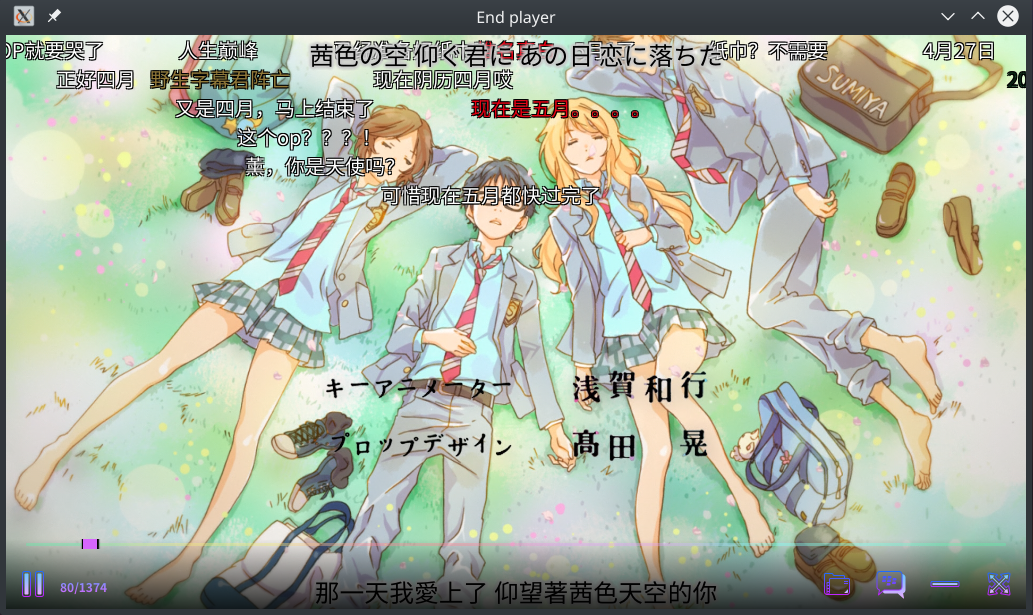 End player
OP就要哭了
人生巅峰
茜色の空 仰ぐ君に あの日恋に落ちた
纸巾？不需要
4月27日
正好四月
野生字幕君阵亡
现在阴历四月哎
20
又是四月，马上结束了
现在是五月。。。。
SUMIYA
这个op？？？！
薰，你是天使吗？
可惜现在五月都快过完了
キーアニメーター 浅賀和行
プロップデザイン 髙田 晃
80/1374
那一天我愛上了 仰望著茜色天空的你